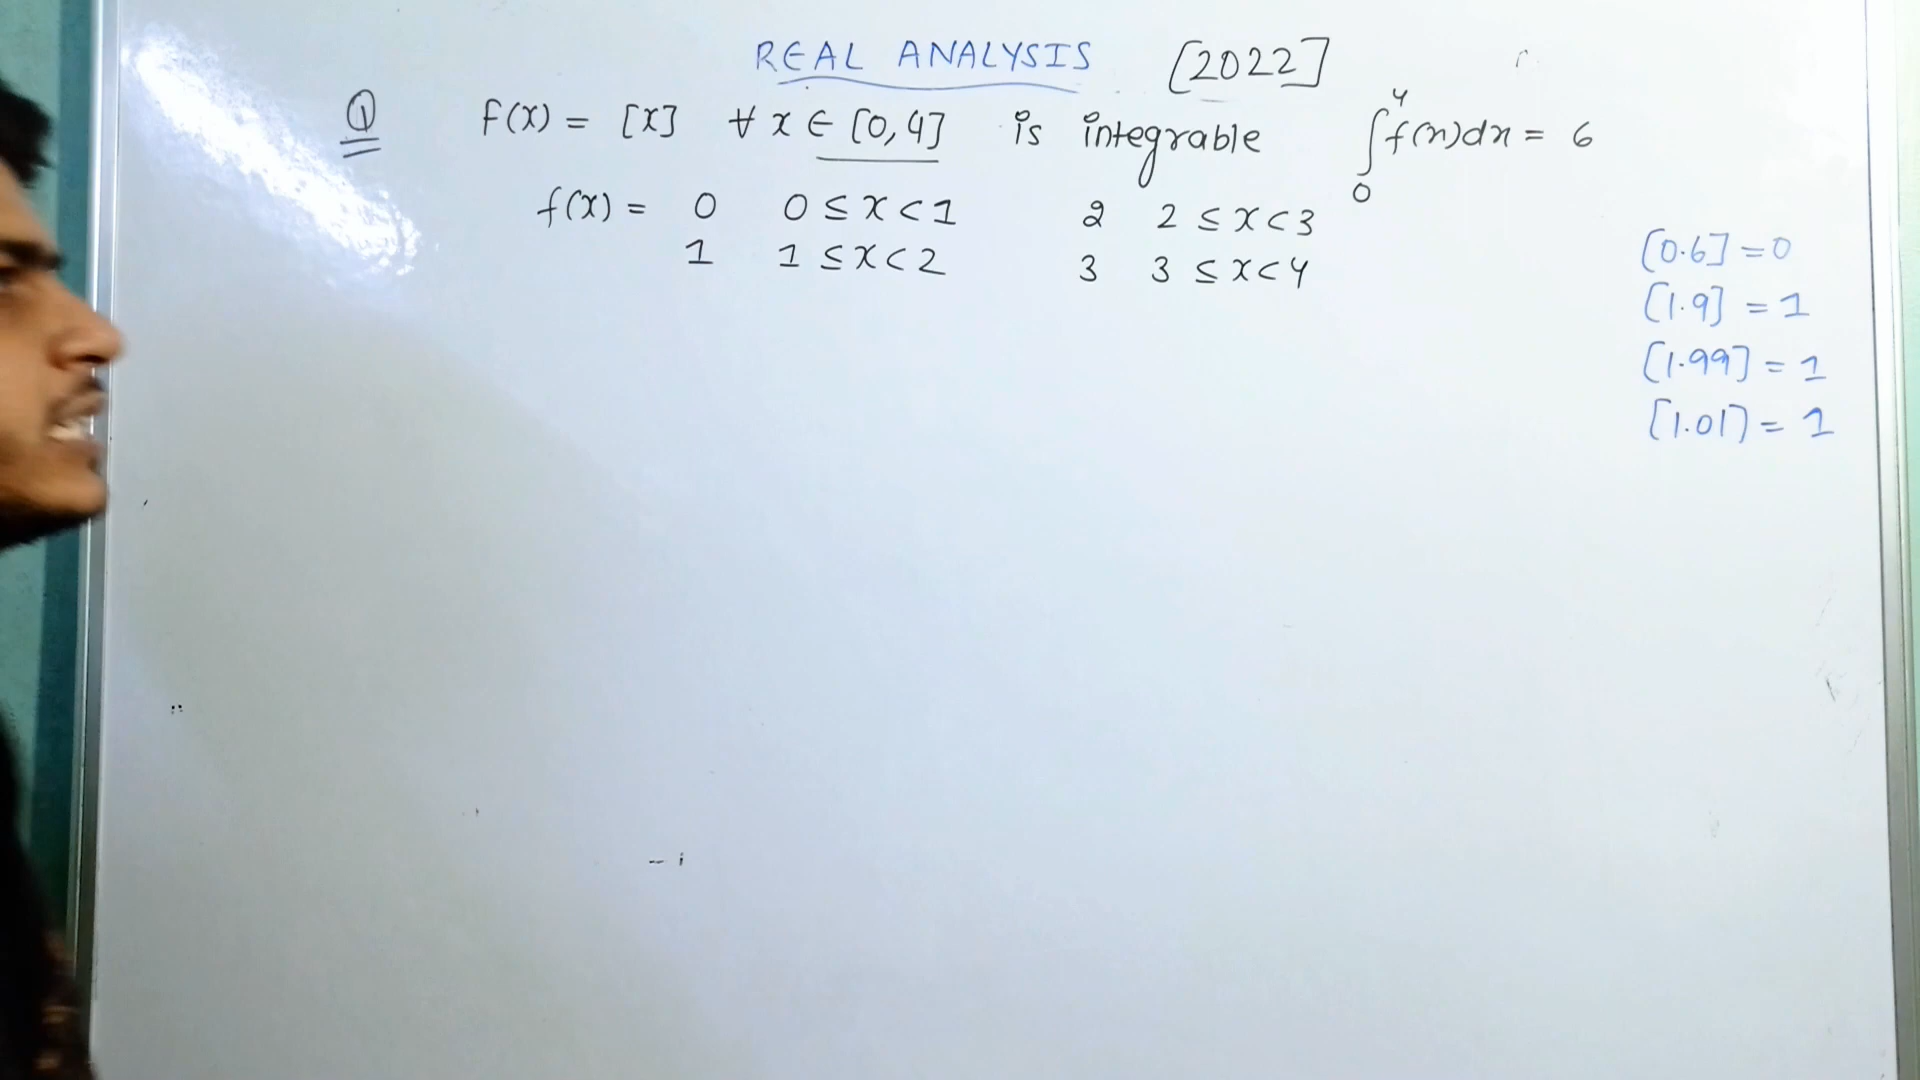 REAL ANALYSIS [2022]
① f(x) = [x] ∀ x ∈ [0,4] is integrable ∫₀⁴ f(x)dx = 6
f(x) = 0 0 ≤ x < 1 2 2 ≤ x < 3
1 1 ≤ x < 2 3 3 ≤ x < 4
[0.6] = 0
[1.9] = 1
[1.99] = 1
[1.01] = 1